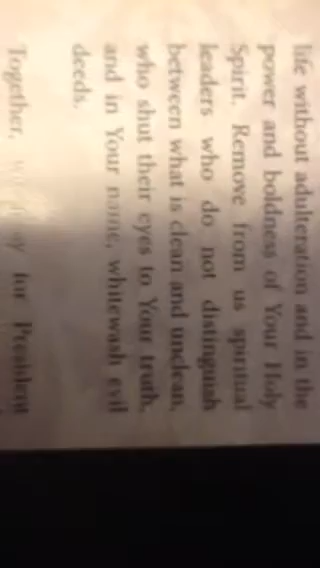 life without adulteration and in the
power and boldness of Your Holy
Spirit. Remove from us spiritual
leaders who do not distinguish
between what is clean and unclean,
who shut their eyes to Your truth,
and in Your name, whitewash evil
deeds.
Together, for President